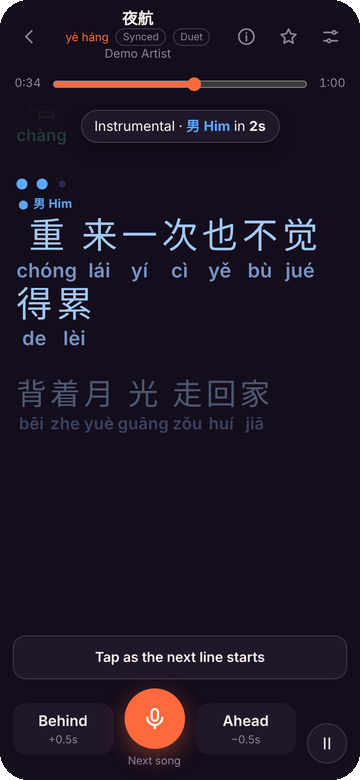 夜航
yè háng Synced Duet
Demo Artist
0:34 1:00
chàng
Instrumental · 男 Him in 2s
男 Him
重来一次也不觉
chóng lái yí cì yě bù jué
得累
de lèi
背着月光走回家
bēi zhe yuè guāng zǒu huí jiā
Tap as the next line starts
Behind
+0.5s
Ahead
−0.5s
Next song